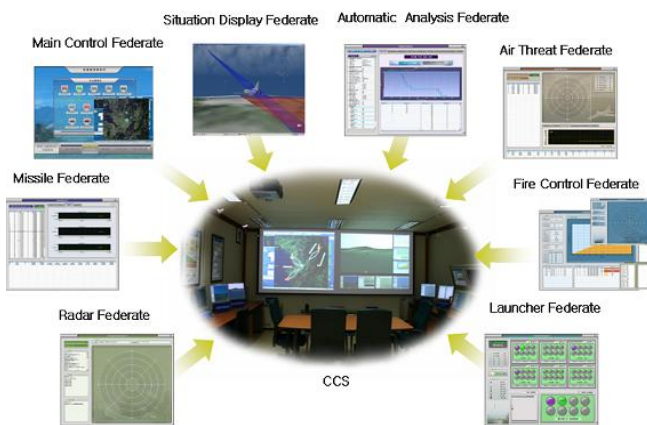 Situation Display Federate
Automatic Analysis Federate
Main Control Federate
Air Threat Federate
Missile Federate
Fire Control Federate
Radar Federate
Launcher Federate
CCS